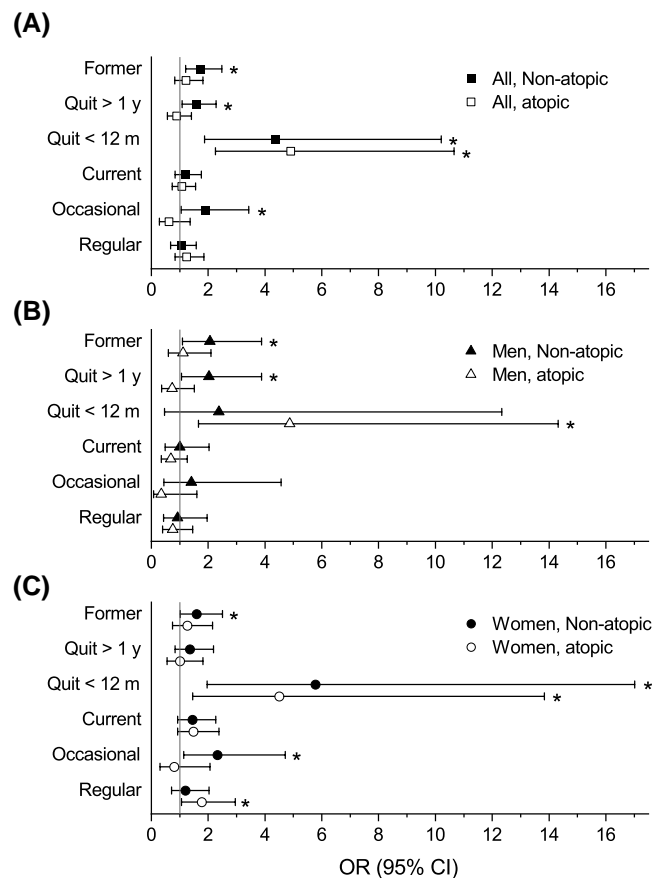 (A)
Former
*
All, Non-atopic
All, atopic
Quit > 1 y
*
Quit < 12 m
*
*
Current
Occasional
*
Regular
0 2 4 6 8 10 12 14 16
(B)
Former
*
Men, Non-atopic
Men, atopic
Quit > 1 y
*
Quit < 12 m
*
Current
Occasional
Regular
0 2 4 6 8 10 12 14 16
(C)
Former
*
Women, Non-atopic
Women, atopic
Quit > 1 y
Quit < 12 m
*
*
Current
Occasional
*
Regular
*
0 2 4 6 8 10 12 14 16
OR (95% CI)